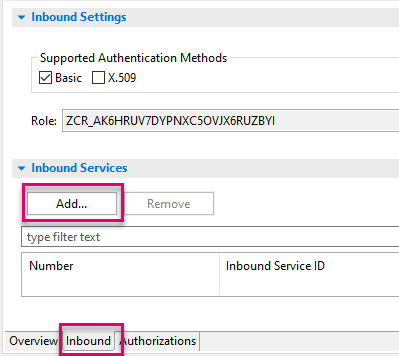 Inbound Settings
Supported Authentication Methods
Basic X.509
Role: ZCR_AK6HRUV7DYPNXC5OVJX6RUZBYI
Inbound Services
Add... Remove
type filter text
Number Inbound Service ID
Overview Inbound Authorizations